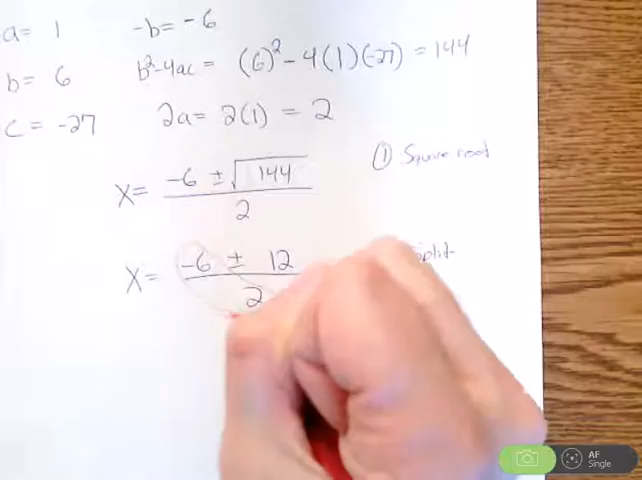 a= 1 -b= -6
b= 6 b²-4ac = (6)² - 4(1)(-27) = 144
c = -27 2a= 2(1) = 2
① Square root
X= -6 ± √144 / 2
X= -6 ± 12 / 2
split
AF
Single